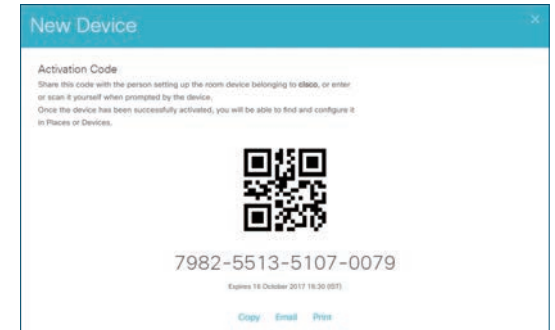 New Device
Activation Code
Share this code with the person setting up the room device belonging to cisco, or enter
or scan it yourself when prompted by the device.
Once the device has been successfully activated, you will be able to find and configure it
in Places or Devices.
7982-5513-5107-0079
Expires 16 October 2017 16:30 (IST)
Copy Email Print